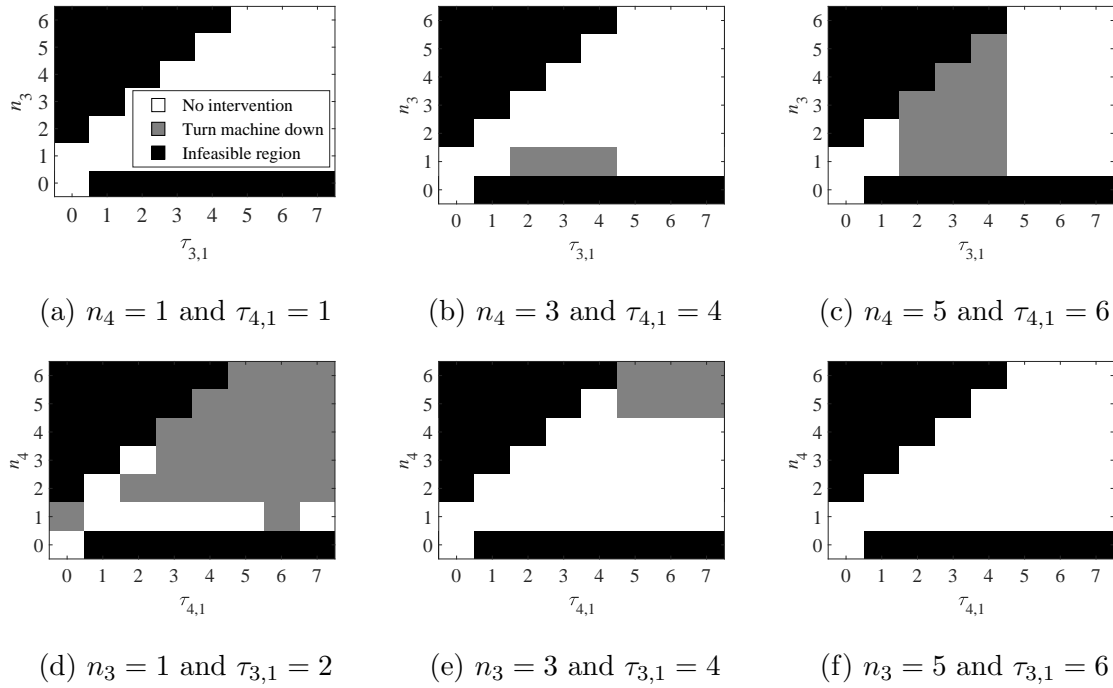 6
5
4
3
2
1
0
n3
No intervention
Turn machine down
Infeasible region
0 1 2 3 4 5 6 7
τ3,1
6
5
4
3
2
1
0
n3
0 1 2 3 4 5 6 7
τ3,1
6
5
4
3
2
1
0
n3
0 1 2 3 4 5 6 7
τ3,1
(a) n4 = 1 and τ4,1 = 1
(b) n4 = 3 and τ4,1 = 4
(c) n4 = 5 and τ4,1 = 6
6
5
4
3
2
1
0
n4
0 1 2 3 4 5 6 7
τ4,1
6
5
4
3
2
1
0
n4
0 1 2 3 4 5 6 7
τ4,1
6
5
4
3
2
1
0
n4
0 1 2 3 4 5 6 7
τ4,1
(d) n3 = 1 and τ3,1 = 2
(e) n3 = 3 and τ3,1 = 4
(f) n3 = 5 and τ3,1 = 6